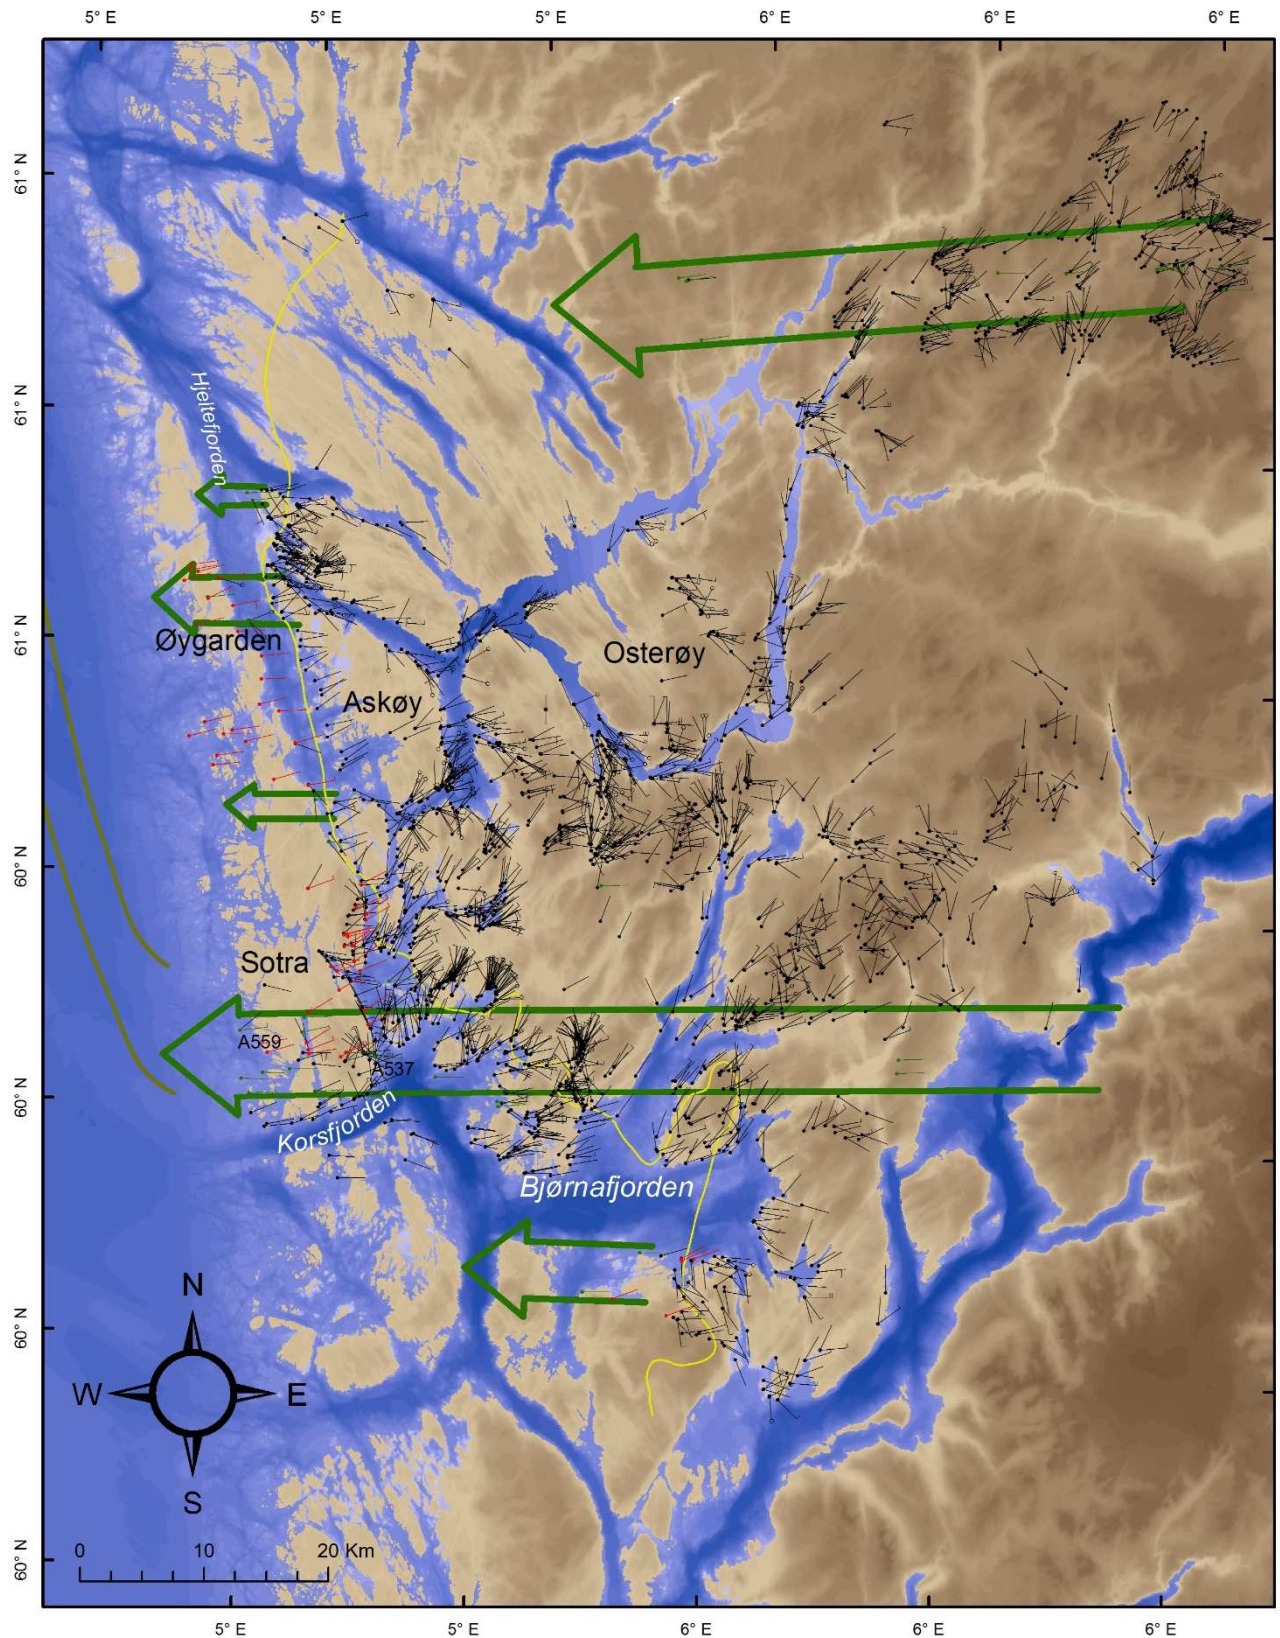 5° E 5° E 5° E 6° E 6° E 6° E
61° N
61° N
Hjeltefjorden
61° N
Øygarden
Osterøy
Askøy
60° N
Sotra
A559
A537
60° N
Korsfjorden
Bjørnafjorden
N
60° N
W E
S
0 10 20 Km
60° N
5° E 5° E 6° E 6° E 6° E